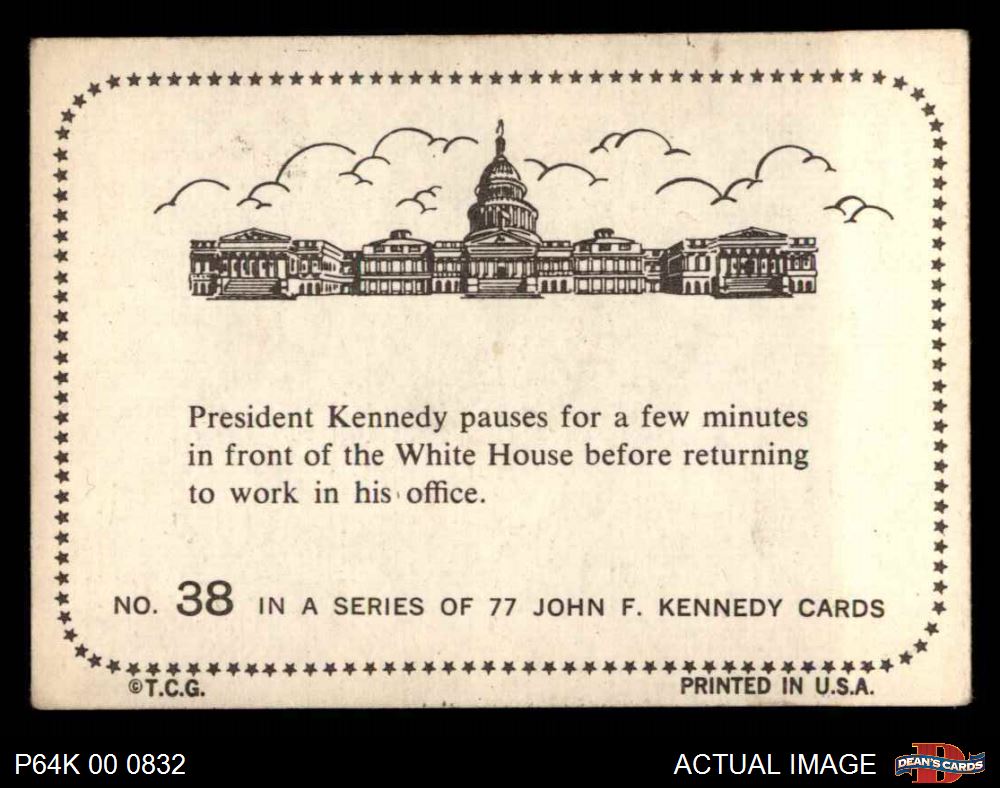 President Kennedy pauses for a few minutes
in front of the White House before returning
to work in his office.
NO. 38 IN A SERIES OF 77 JOHN F. KENNEDY CARDS
©T.C.G.
PRINTED IN U.S.A.
P64K 00 0832
ACTUAL IMAGE
D
DEAN'S CARDS